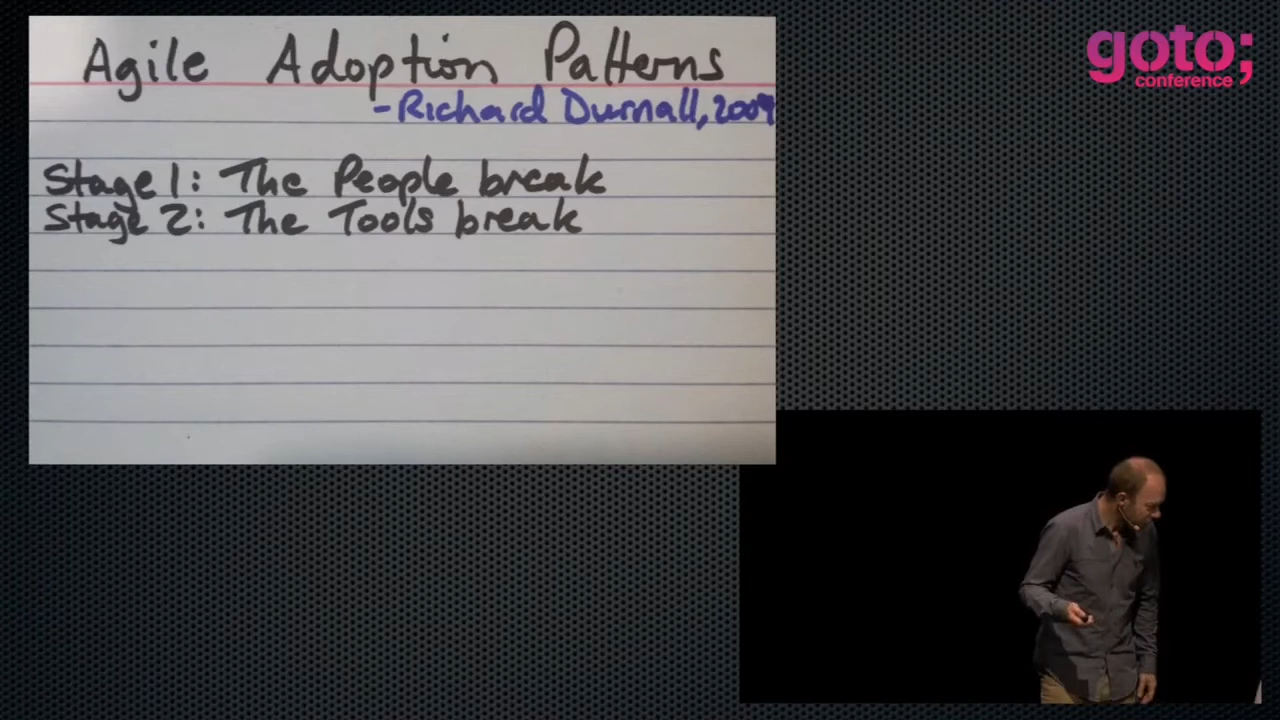 Agile Adoption Patterns
- Richard Durnall, 2009
Stage 1: The People break
Stage 2: The Tools break
goto;
conference